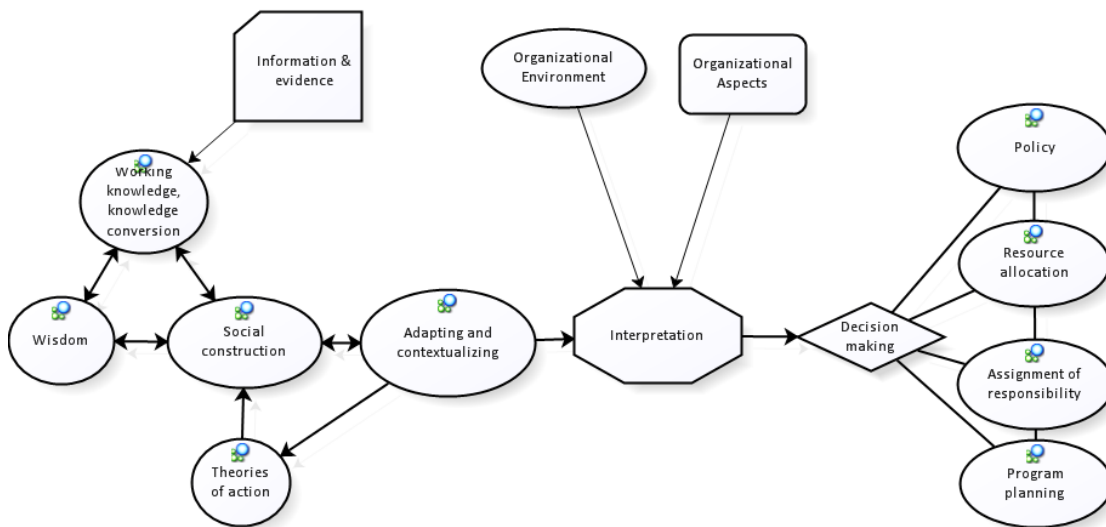 Information &
evidence
Organizational
Environment
Organizational
Aspects
Working
knowledge,
knowledge
conversion
Policy
Resource
allocation
Wisdom
Social
construction
Adapting and
contextualizing
Interpretation
Decision
making
Assignment of
responsibility
Theories
of action
Program
planning